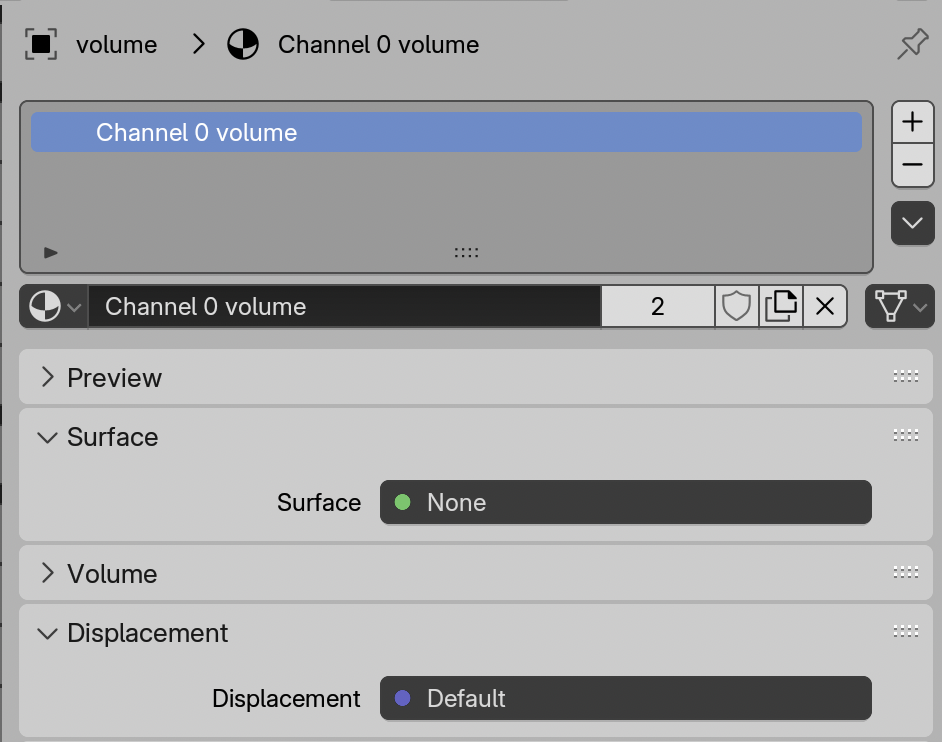 volume > Channel 0 volume
Channel 0 volume
Channel 0 volume 2
Preview
Surface
Surface None
Volume
Displacement
Displacement Default